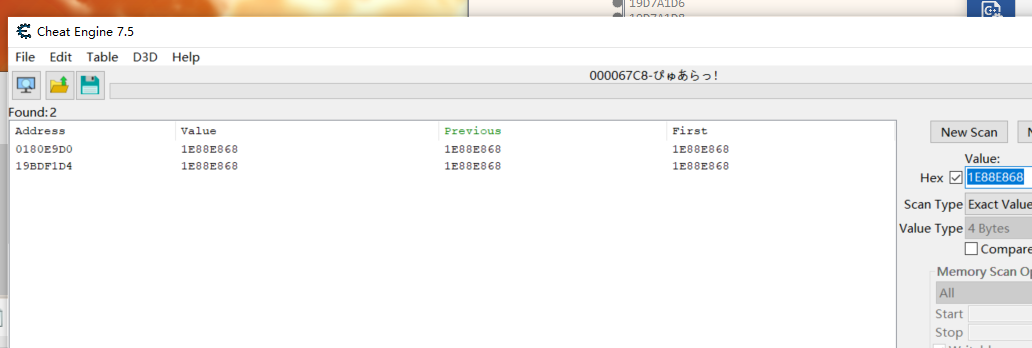 19D7A1D6
Cheat Engine 7.5
File Edit Table D3D Help
000067C8-ぴゅあらっ!
Found:2
Address Value Previous First
0180E9D0 1E88E868 1E88E868 1E88E868
19BDF1D4 1E88E868 1E88E868 1E88E868
New Scan
Value:
Hex 1E88E868
Scan Type Exact Value
Value Type 4 Bytes
Compare
Memory Scan Op
All
Start
Stop